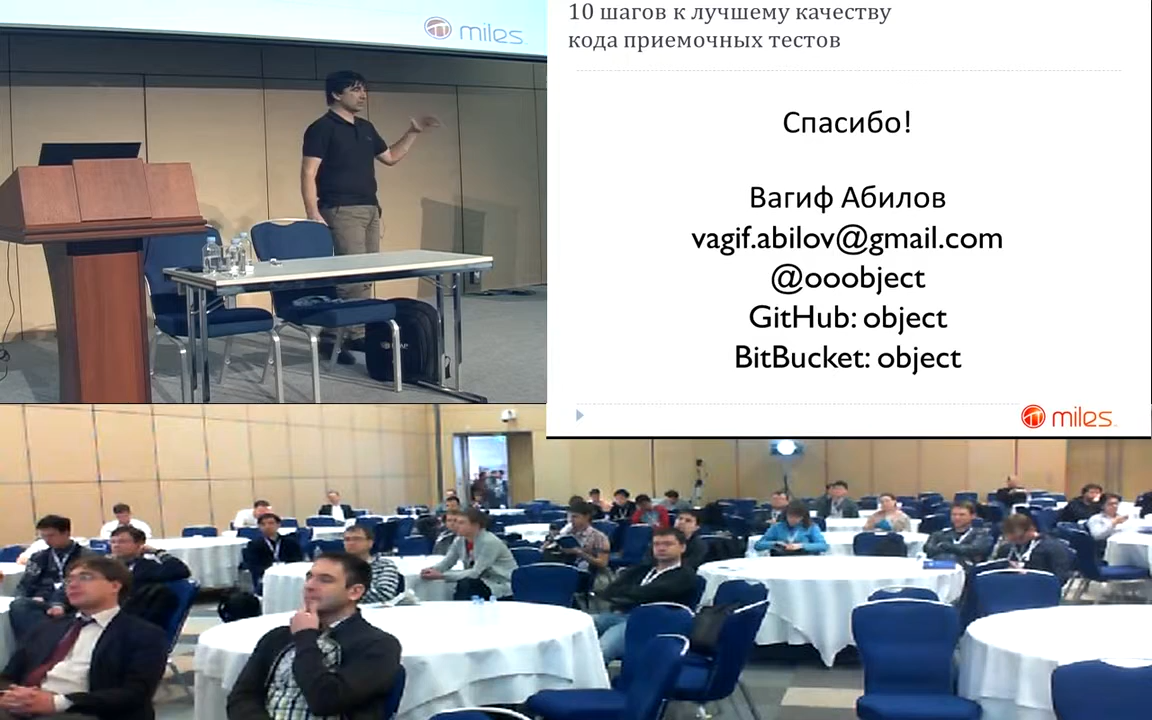 miles
10 шагов к лучшему качеству
кода приемочных тестов
Спасибо!
Вагиф Абилов
vagif.abilov@gmail.com
@ooobject
GitHub: object
BitBucket: object
miles